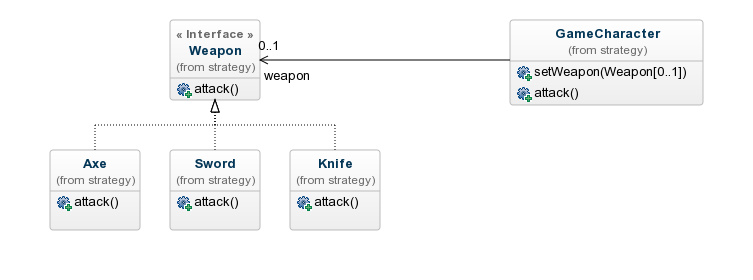 « Interface »
Weapon
(from strategy)
attack()
0..1
weapon
GameCharacter
(from strategy)
setWeapon(Weapon[0..1])
attack()
Axe
(from strategy)
attack()
Sword
(from strategy)
attack()
Knife
(from strategy)
attack()